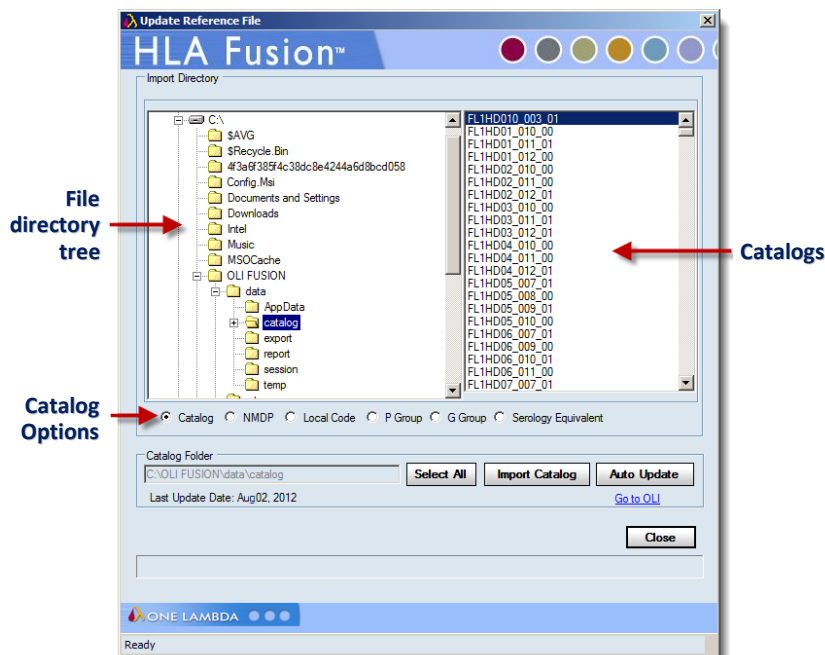 Update Reference File
HLA Fusion™
Import Directory
C:\
$AVG
$Recycle.Bin
4f3a6f385f4c38dc8e4244a6d8bcd058
Config.Msi
Documents and Settings
Downloads
Intel
Music
MSOCache
OLI FUSION
data
AppData
catalog
export
report
session
temp
FL1HD010_003_01
FL1HD01_010_00
FL1HD01_011_01
FL1HD01_012_00
FL1HD02_010_00
FL1HD02_011_00
FL1HD02_012_01
FL1HD03_010_00
FL1HD03_011_01
FL1HD03_012_01
FL1HD04_010_00
FL1HD04_011_00
FL1HD04_012_01
FL1HD05_007_01
FL1HD05_008_00
FL1HD05_009_01
FL1HD05_010_00
FL1HD06_007_01
FL1HD06_009_00
FL1HD06_010_01
FL1HD06_011_00
FL1HD07_007_01
File
directory
tree
Catalogs
Catalog
Options
Catalog NMDP Local Code P Group G Group Serology Equivalent
Catalog Folder
C:\OLI FUSION\data\catalog Select All Import Catalog Auto Update
Last Update Date: Aug02, 2012 Go to OLI
Close
ONE LAMBDA
Ready